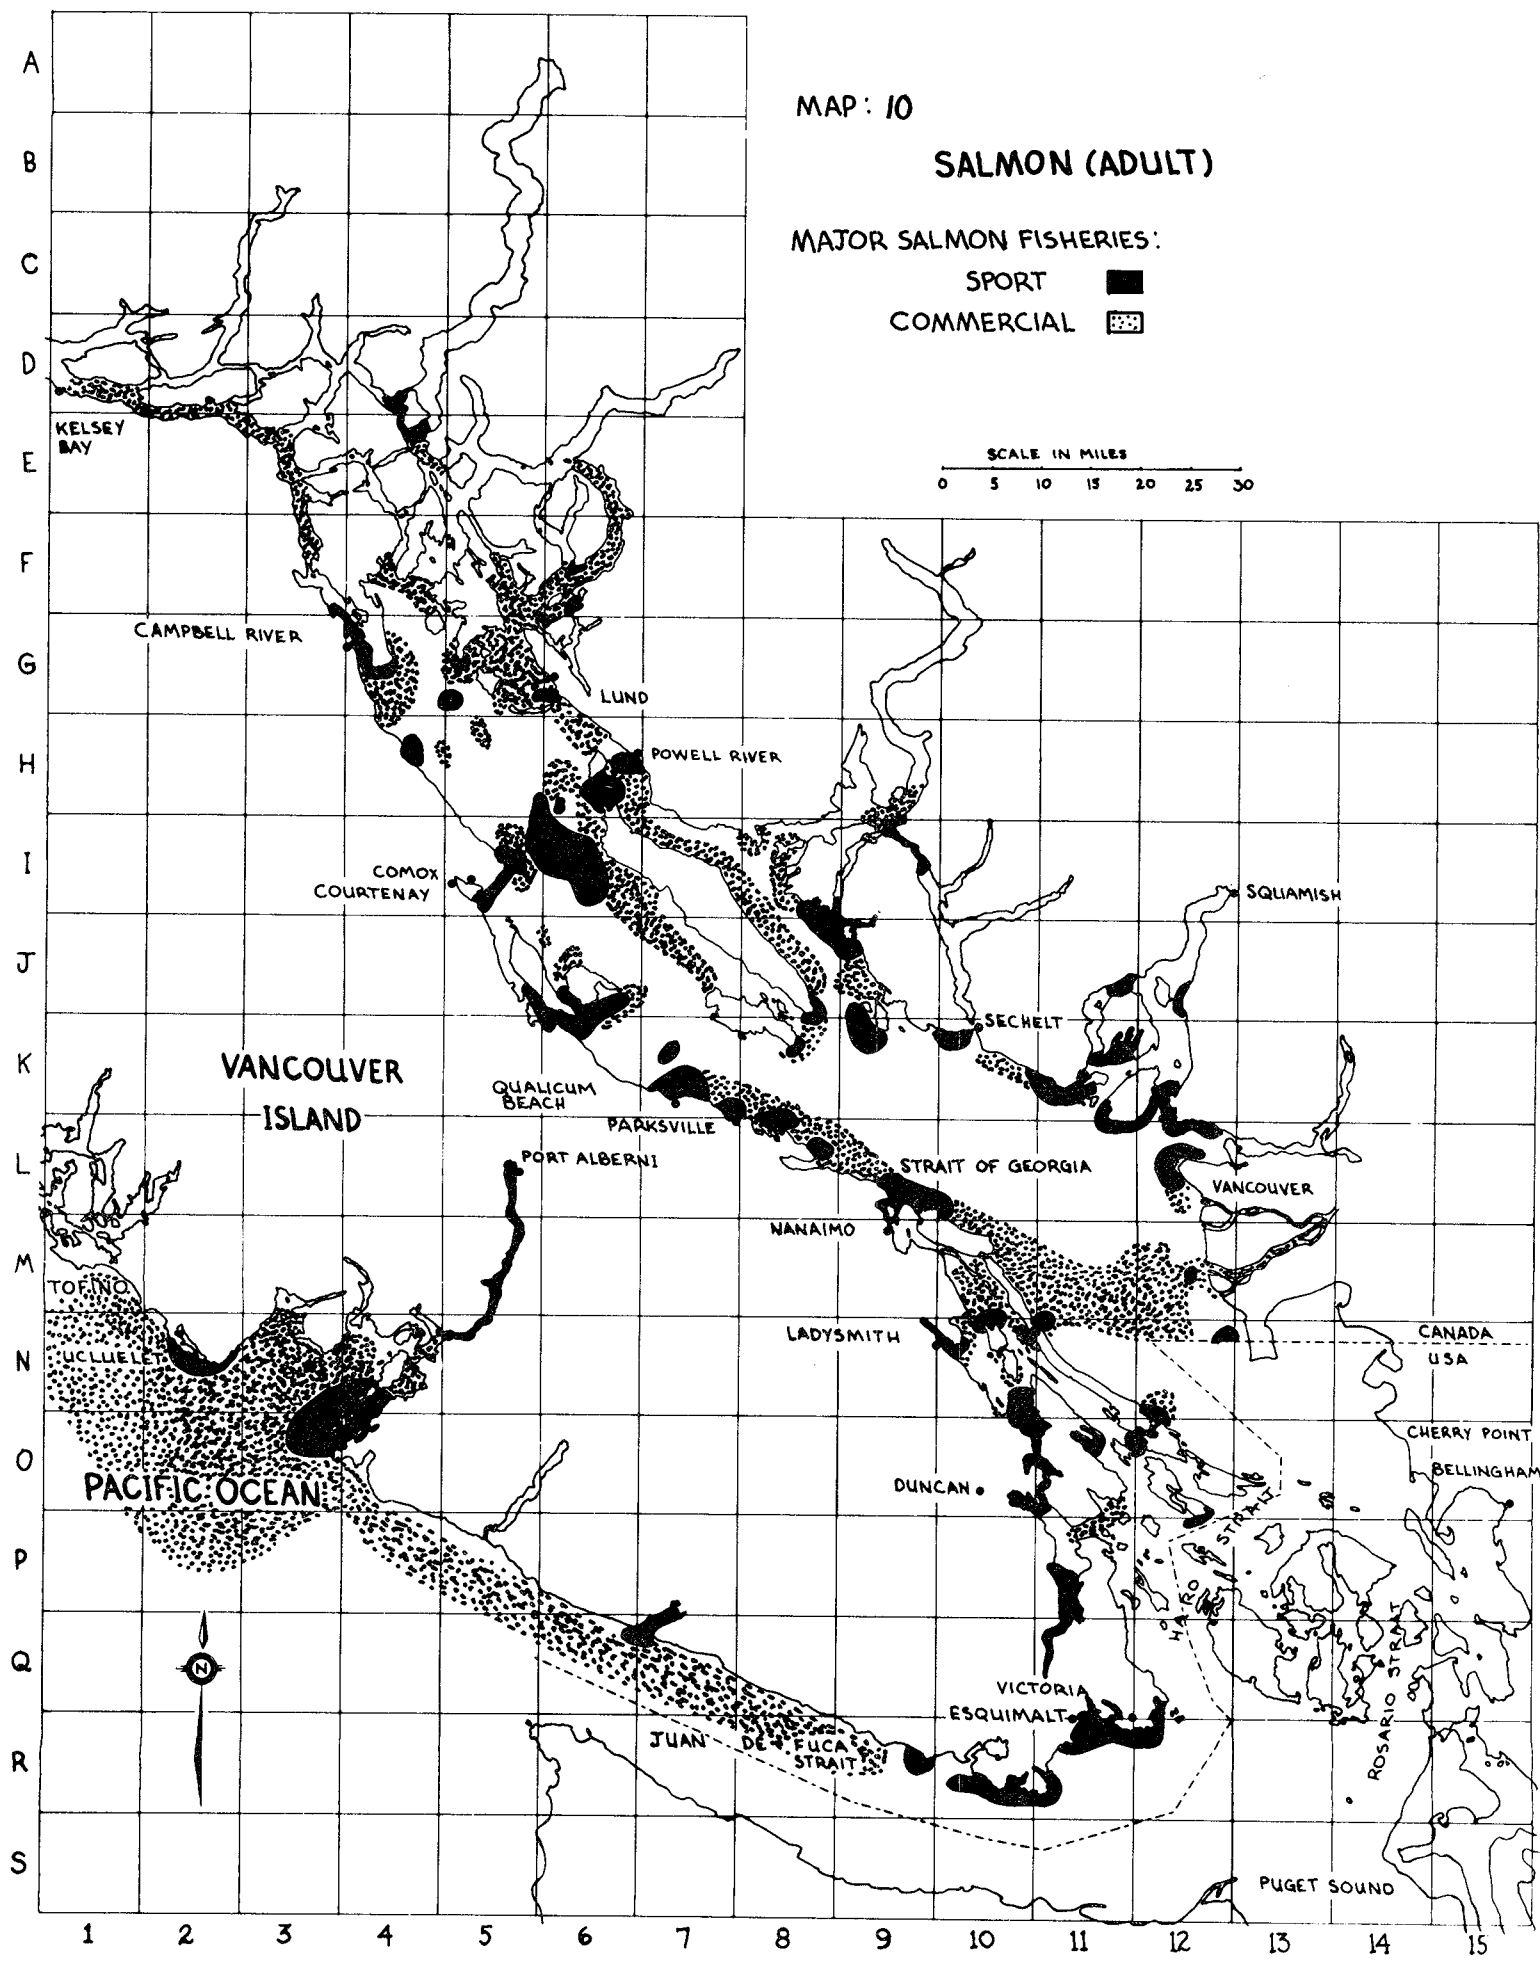 MAP: 10
SALMON (ADULT)
MAJOR SALMON FISHERIES:
SPORT
COMMERCIAL
SCALE IN MILES
0 5 10 15 20 25 30
A
B
C
D
E
F
G
H
I
J
K
L
M
N
O
P
Q
R
S
KELSEY
BAY
CAMPBELL RIVER
LUND
POWELL RIVER
COMOX
COURTENAY
SQUAMISH
SECHELT
VANCOUVER
ISLAND
QUALICUM
BEACH
PARKSVILLE
PORT ALBERNI
STRAIT OF GEORGIA
VANCOUVER
NANAIMO
TOFINO
LADYSMITH
UCLUELET
CANADA
USA
CHERRY POINT
BELLINGHAM
PACIFIC OCEAN
DUNCAN
HARO STRAIT
ROSARIO STRAIT
N
VICTORIA
ESQUIMALT
JUAN DE FUCA
STRAIT
PUGET SOUND
1 2 3 4 5 6 7 8 9 10 11 12 13 14 15